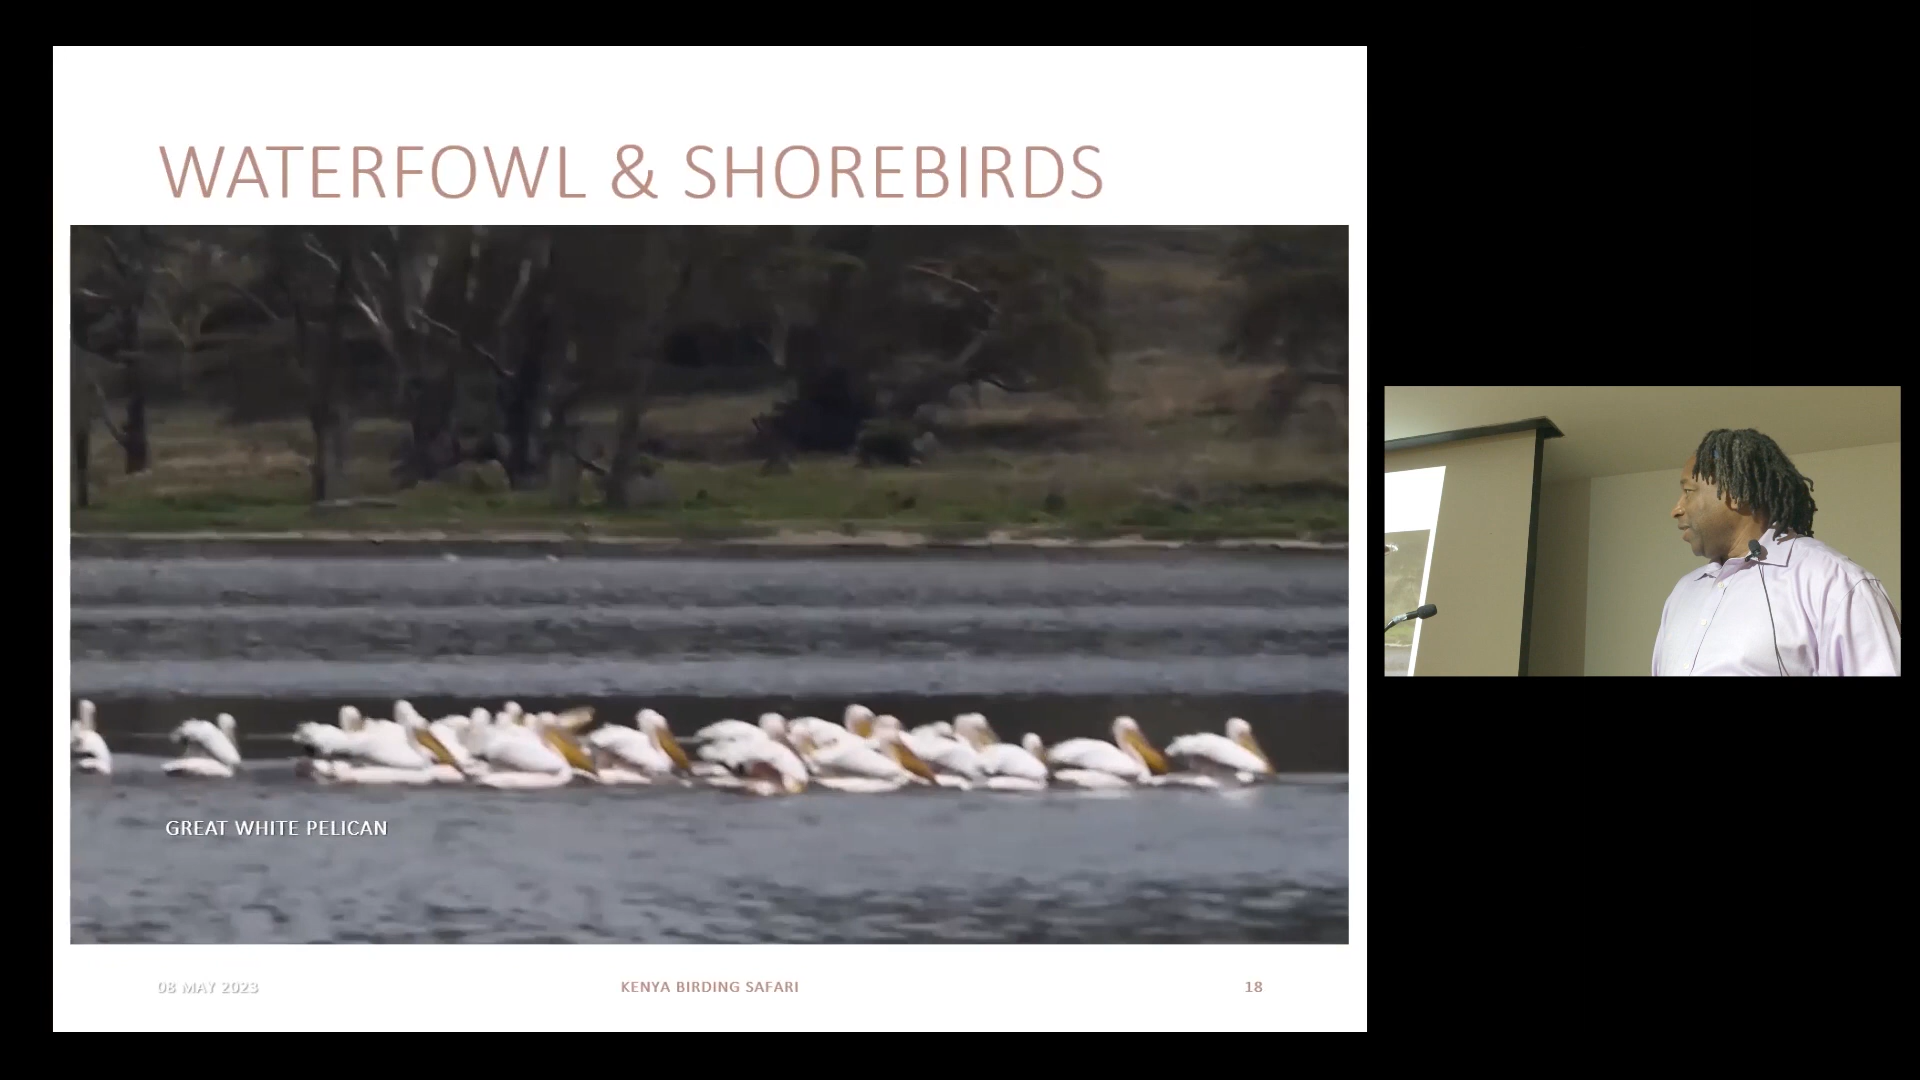 WATERFOWL & SHOREBIRDS
GREAT WHITE PELICAN
08 MAY 2023
KENYA BIRDING SAFARI
18